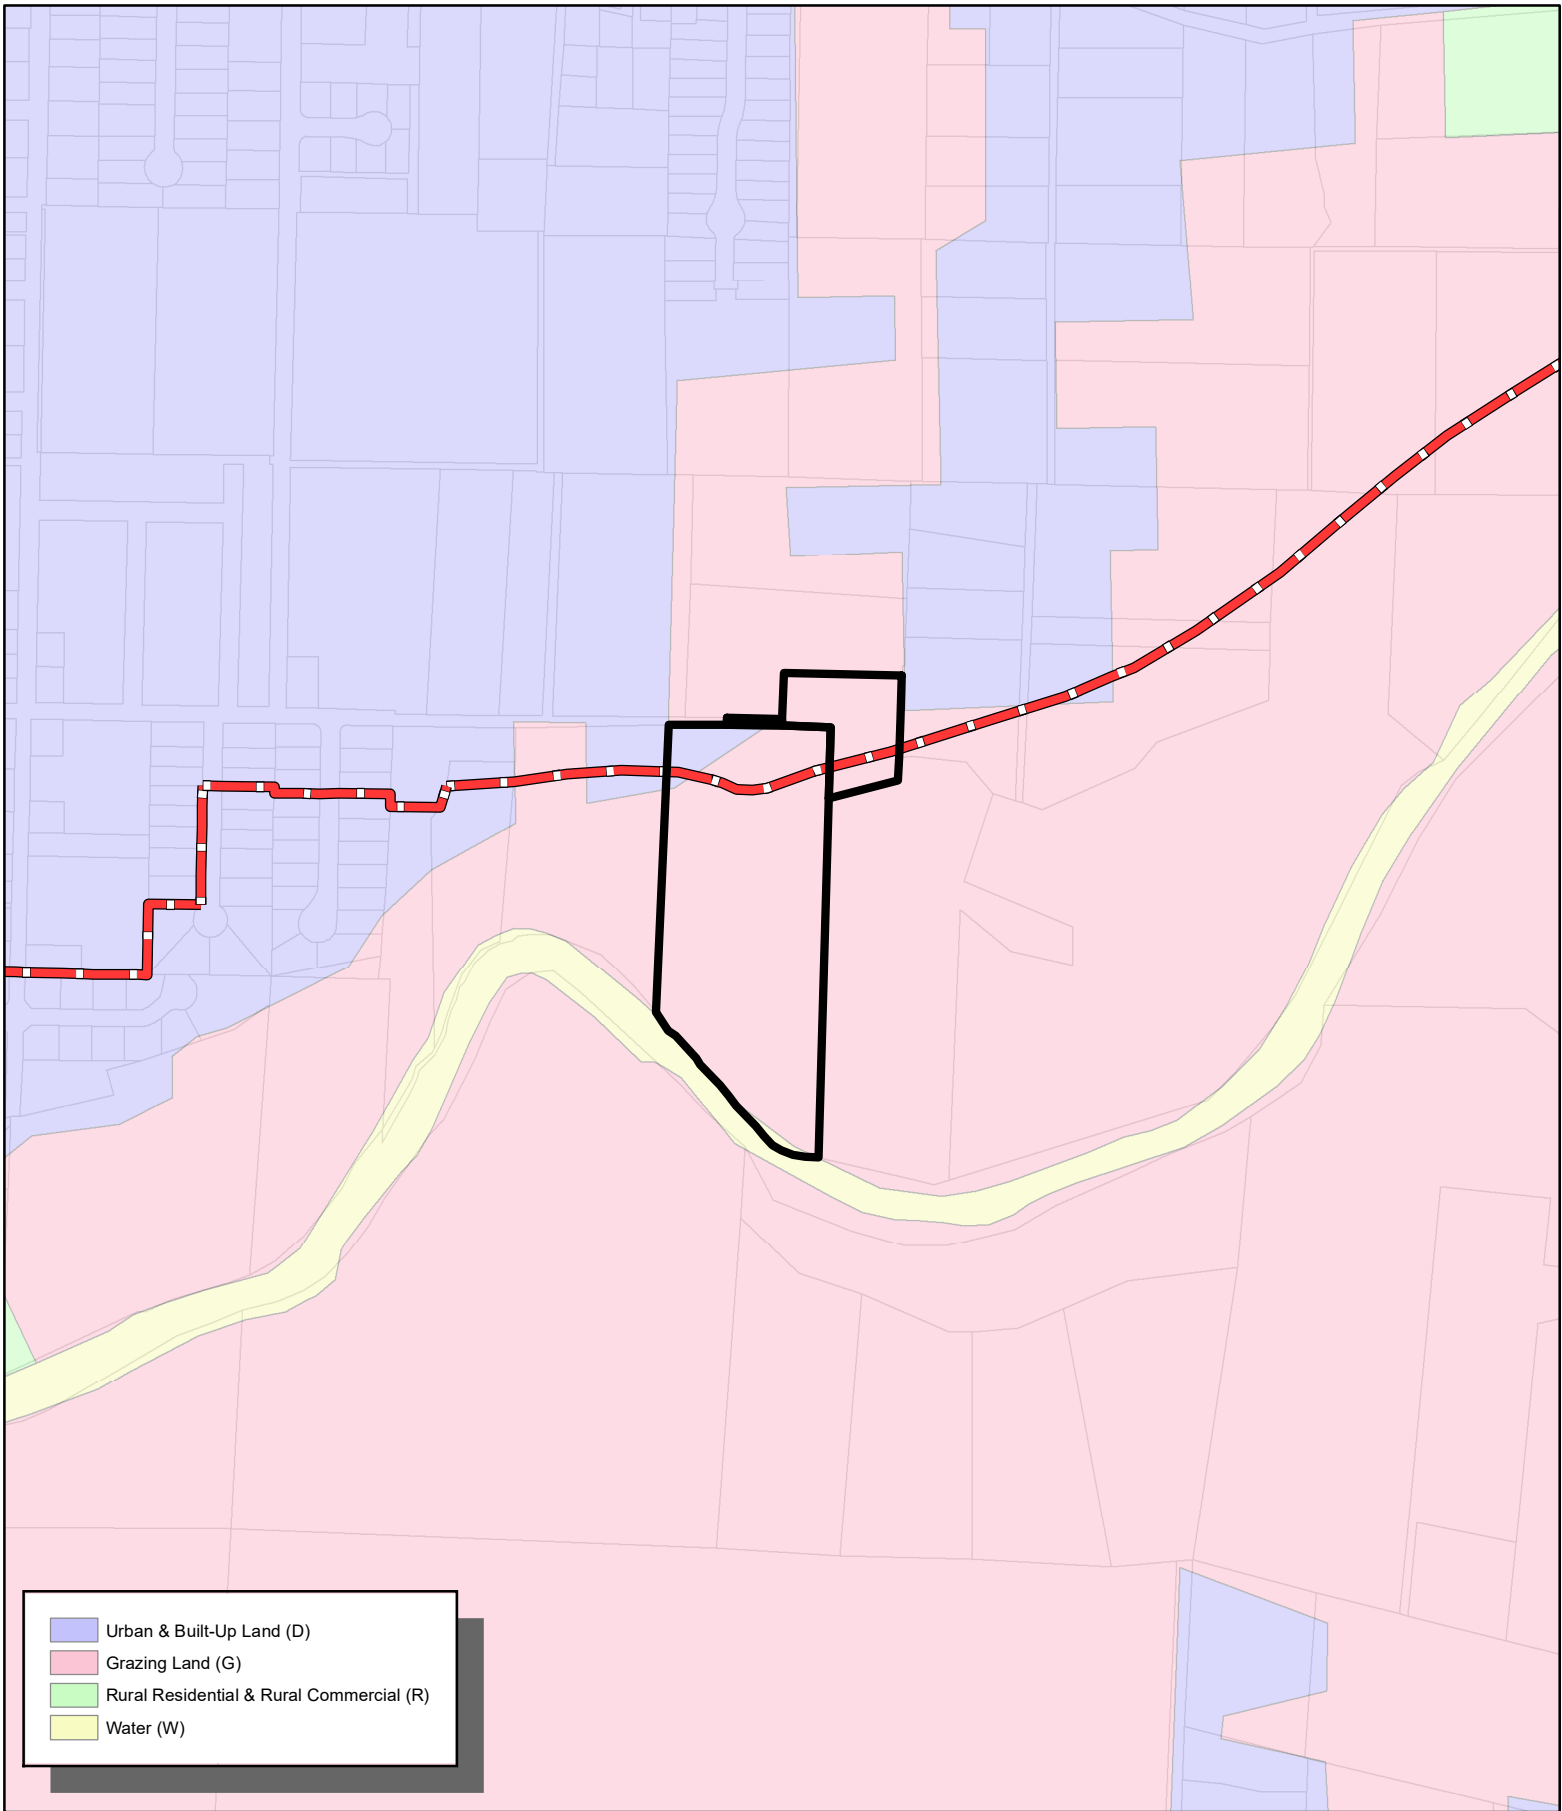 Urban & Built-Up Land (D)
Grazing Land (G)
Rural Residential & Rural Commercial (R)
Water (W)